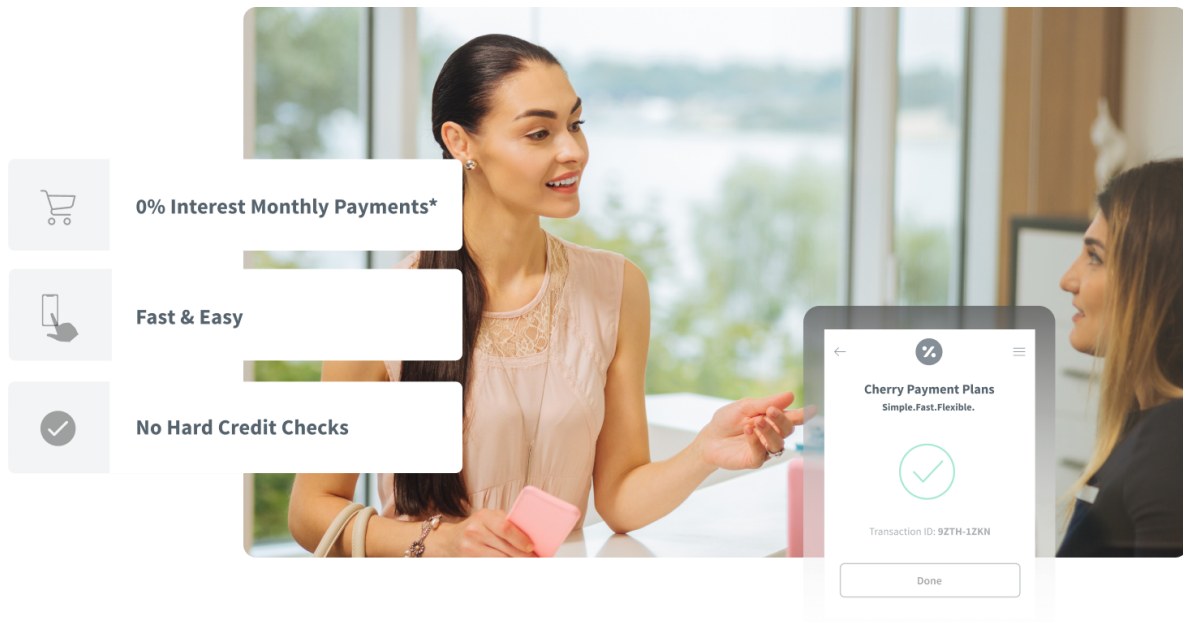 0% Interest Monthly Payments*
Fast & Easy
No Hard Credit Checks
Cherry Payment Plans
Simple.Fast.Flexible.
Transaction ID: 9ZTH-1ZKN
Done